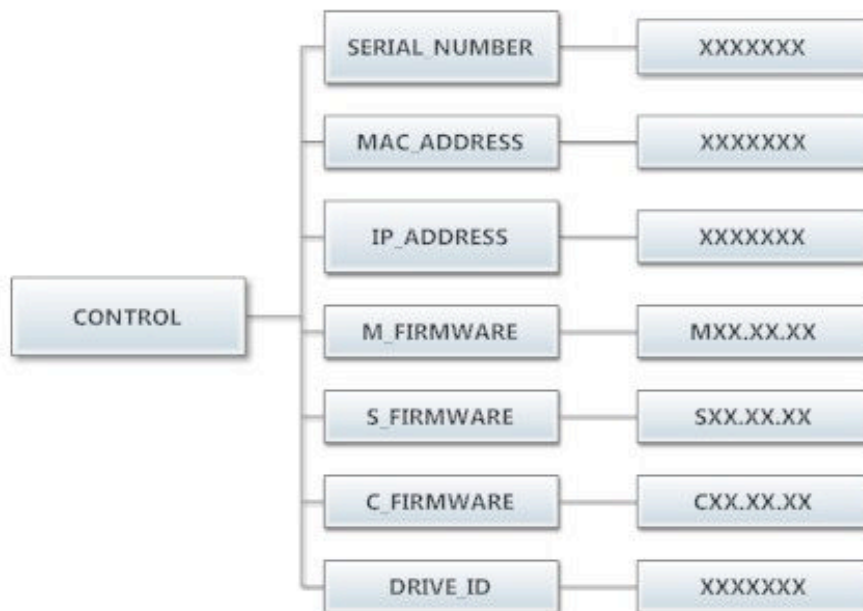 SERIAL_NUMBER XXXXXXX
MAC_ADDRESS XXXXXXX
IP_ADDRESS XXXXXXX
CONTROL
M_FIRMWARE MXX.XX.XX
S_FIRMWARE SXX.XX.XX
C_FIRMWARE CXX.XX.XX
DRIVE_ID XXXXXXX